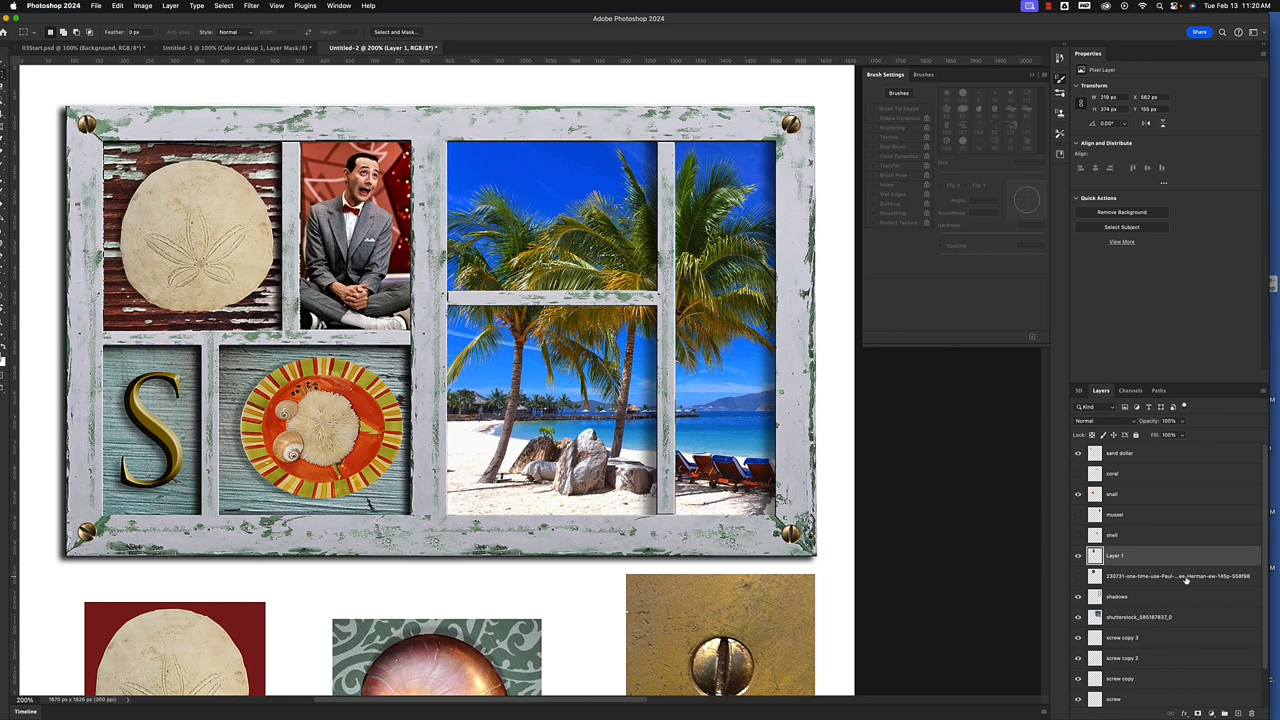 Photoshop 2024 File Edit Image Layer Type Select Filter View Plugins Window Help
Tue Feb 13 11:20 AM
Adobe Photoshop 2024
Feather: 0 px Anti-alias Style: Normal Width: Height: Select and Mask... Share
03Start.psd @ 100% (Background, RGB/8*) * Untitled-1 @ 100% (Color Lookup 1, Layer Mask/8) * Untitled-2 @ 200% (Layer 1, RGB/8*) *
Brush Settings Brushes
Brushes
Brush Tip Shape
Shape Dynamics
Scattering
Texture
Dual Brush
Color Dynamics
Transfer
Brush Pose
Noise
Wet Edges
Build-up
Smoothing
Protect Texture
Size
Flip X Flip Y
Angle:
Roundness:
Hardness
Spacing
Properties
Pixel Layer
Transform
W 219 px X 562 px
H 374 px Y 155 px
0.00°
Align and Distribute
Align:
Quick Actions
Remove Background
Select Subject
View More
3D Layers Channels Paths
Kind
Normal Opacity: 100%
Lock: Fill: 100%
sand dollar
coral
snail
mussel
shell
Layer 1
230731-one-time-use-Paul-...ee-Herman-ew-145p-558f98
shadows
shutterstock_585187837_0
screw copy 3
screw copy 2
screw copy
screw
S
200% 1670 px x 1826 px (300 ppi)
Timeline